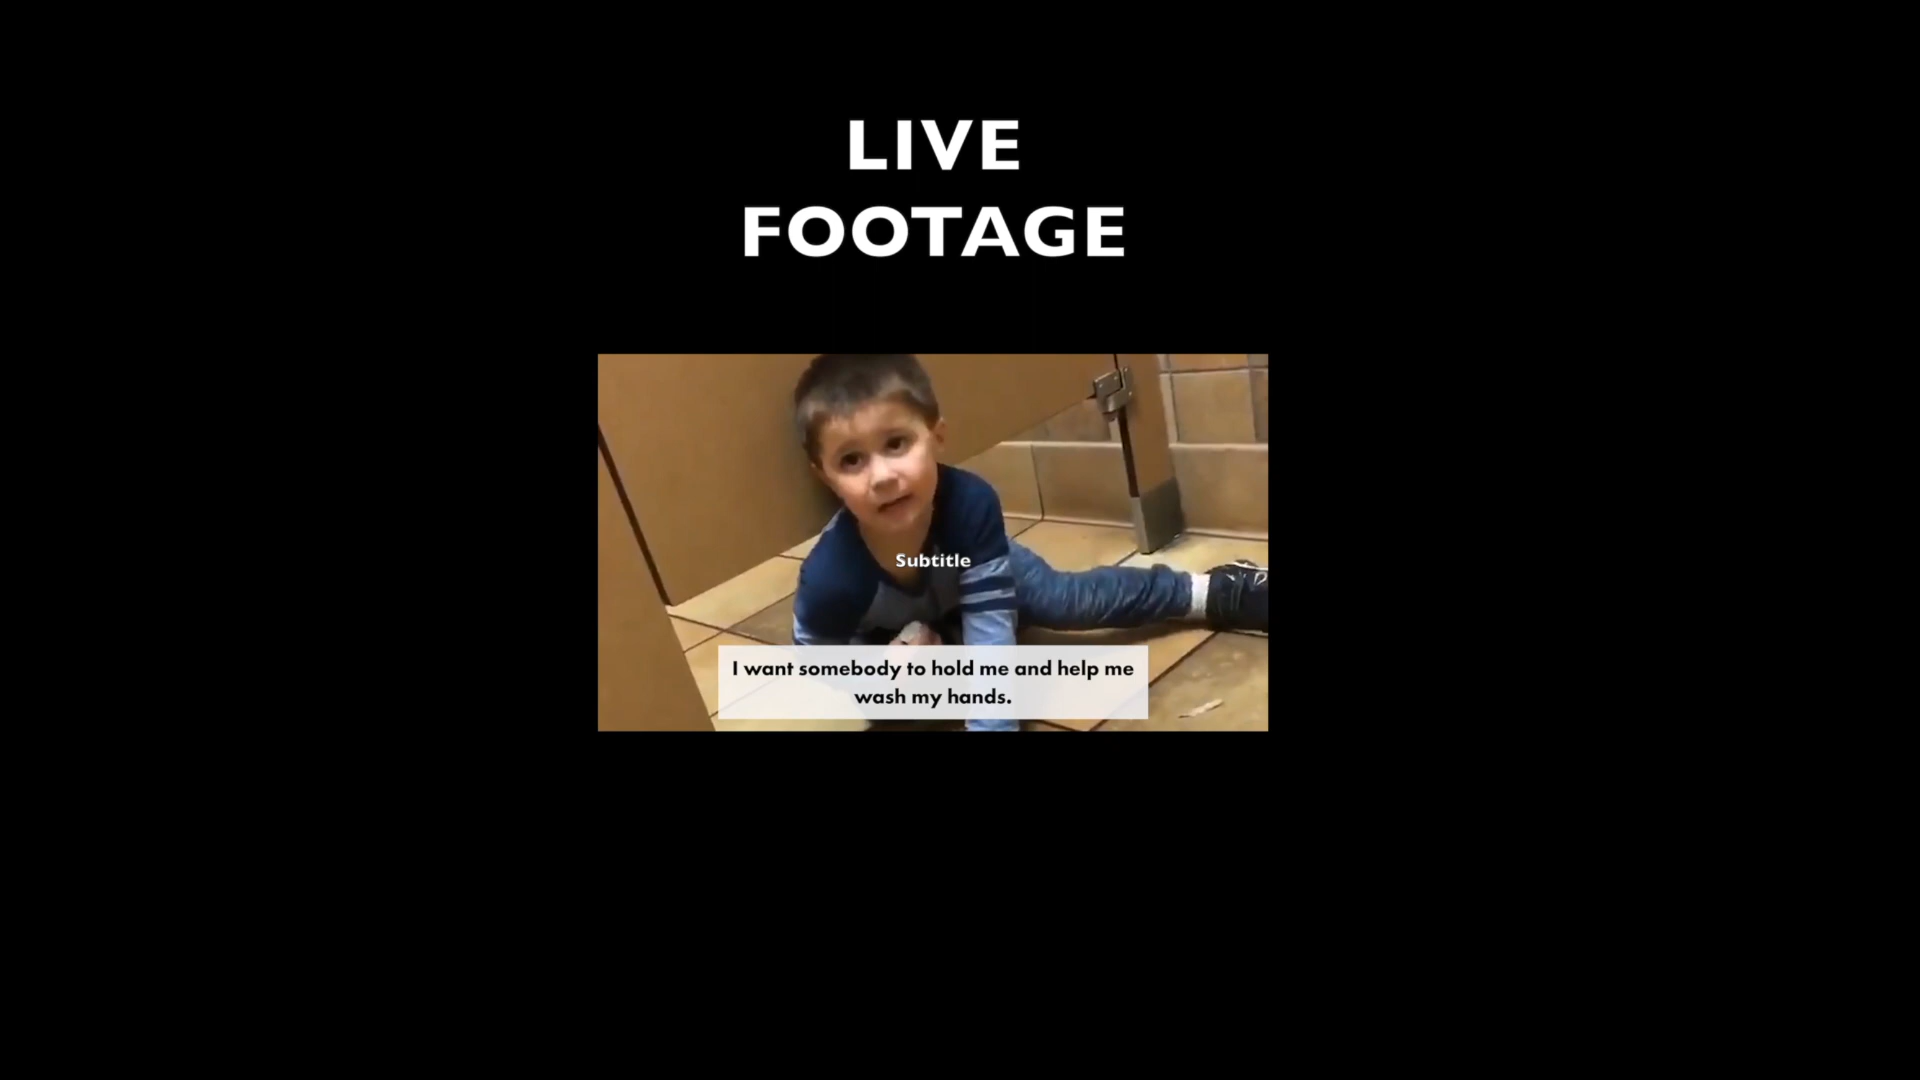 LIVE
FOOTAGE
Subtitle
I want somebody to hold me and help me
wash my hands.